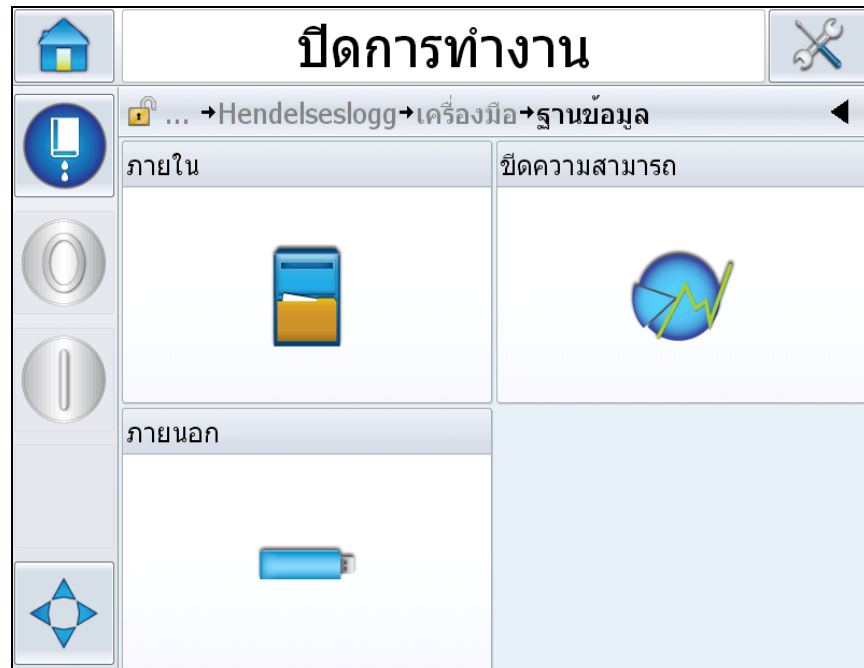 ปิดการทำงาน
... →Hendelseslogg→เครื่องมือ→ฐานข้อมูล
ภายใน
ขีดความสามารถ
ภายนอก